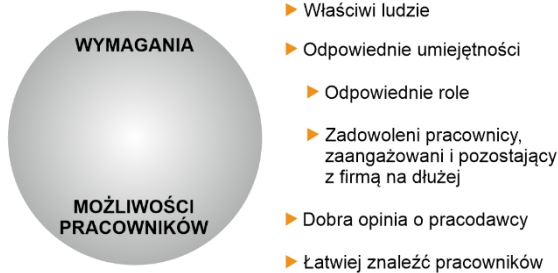 WYMAGANIA
MOŻLIWOŚCI
PRACOWNIKÓW
Właściwi ludzie
Odpowiednie umiejętności
Odpowiednie role
Zadowoleni pracownicy,
zaangażowani i pozostający
z firmą na dłużej
Dobra opinia o pracodawcy
Łatwiej znaleźć pracowników